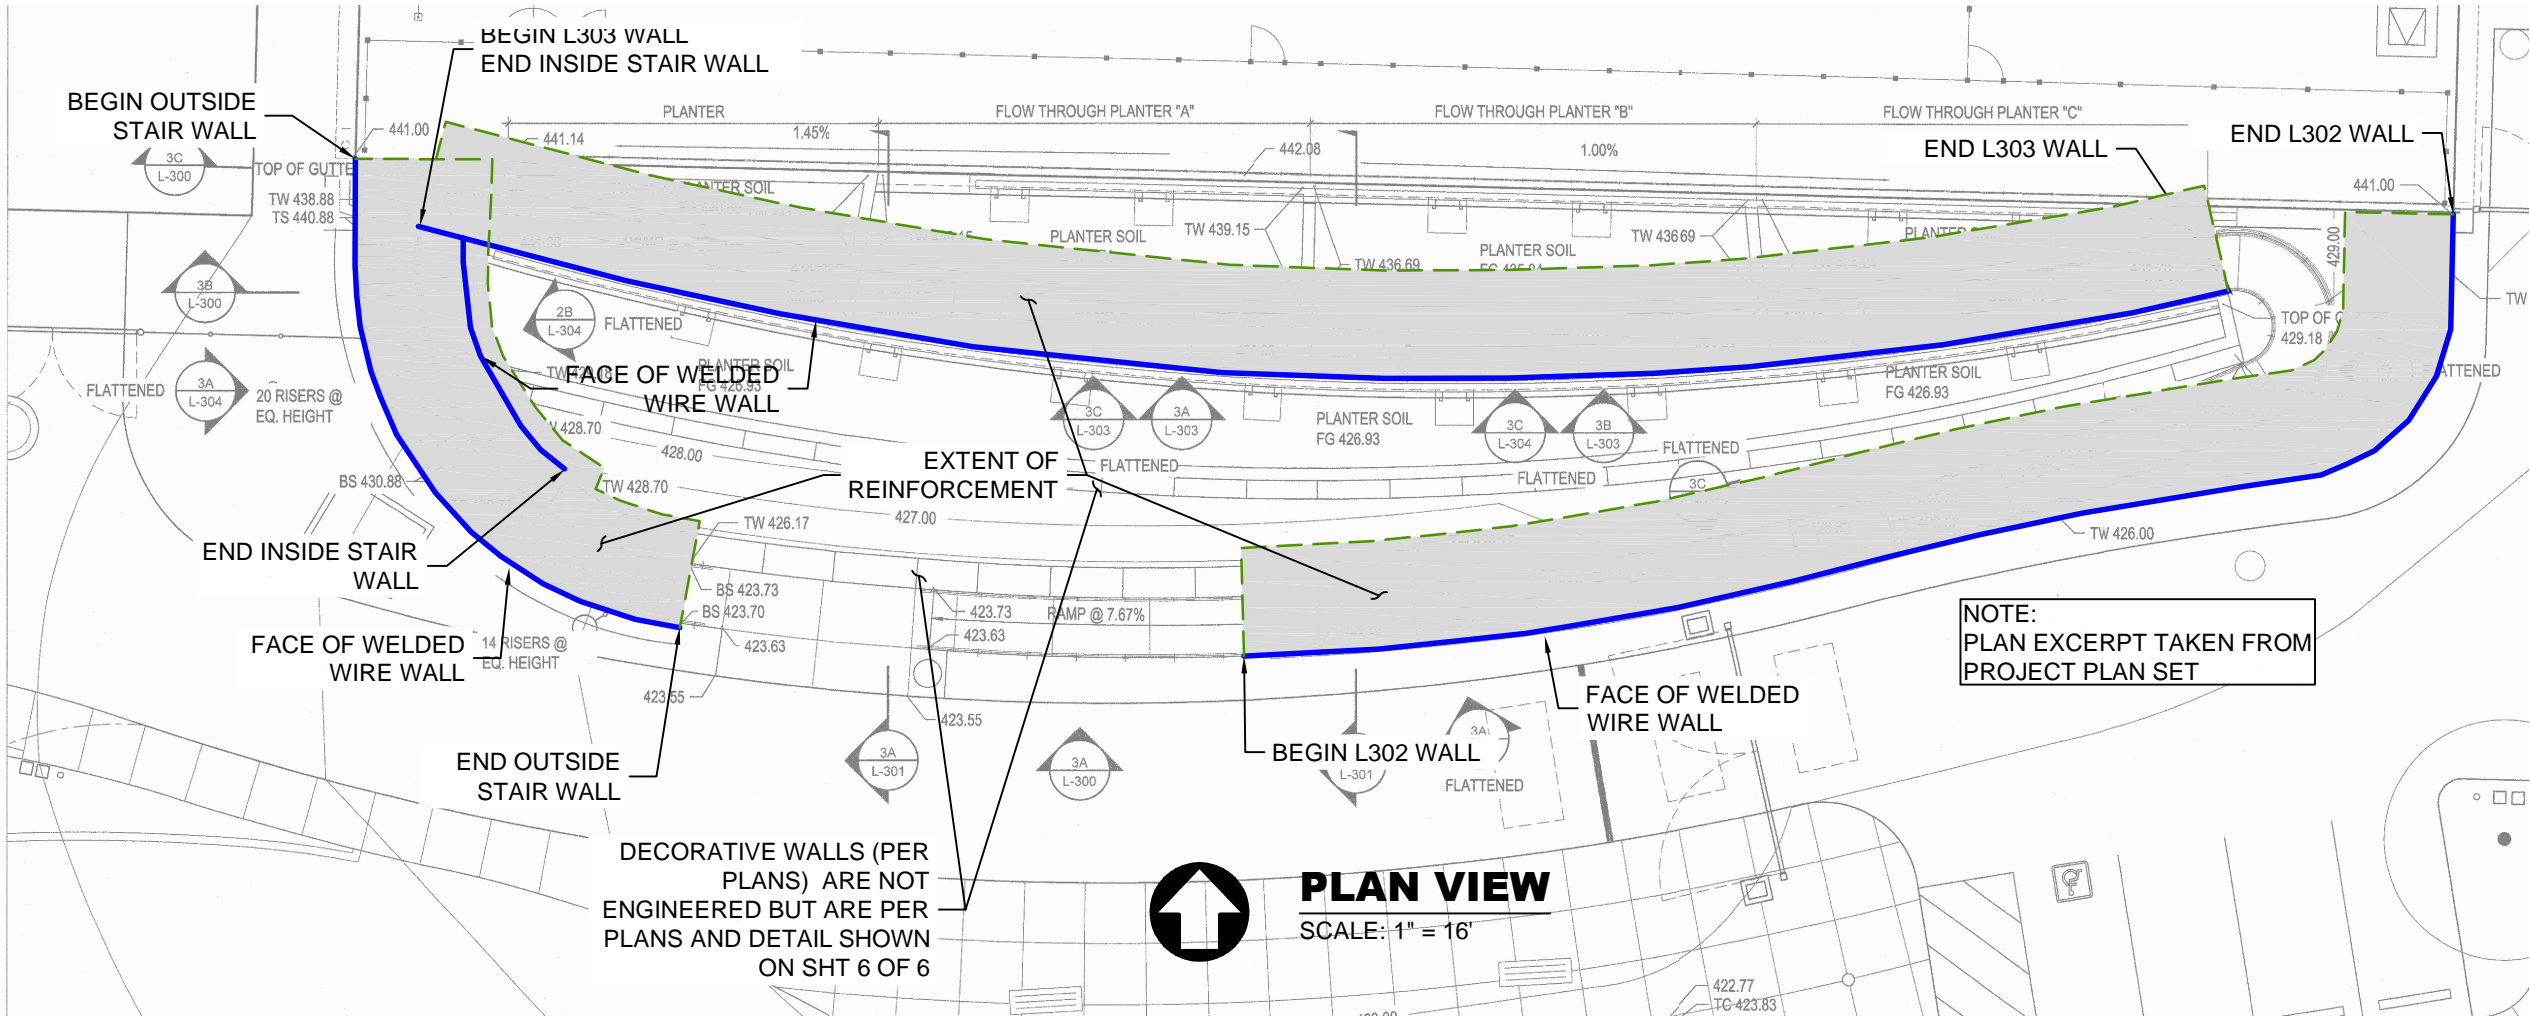 BEGIN L303 WALL
END INSIDE STAIR WALL
BEGIN OUTSIDE
STAIR WALL
441.00
3C
L-300
TOP OF GUTTE
TW 438.88
TS 440.88
PLANTER
1.45%
441.14
FLOW THROUGH PLANTER "A"
442.08
FLOW THROUGH PLANTER "B"
1.00%
FLOW THROUGH PLANTER "C"
END L303 WALL
END L302 WALL
441.00
PLANTER SOIL
PLANTER SOIL
TW 439.15
TW 436.69
PLANTER SOIL
TW 436.69
429.00
TW
3B
L-300
2B
L-304
FLATTENED
TOP OF
429.18
3A
L-304
FLATTENED
20 RISERS @
EQ. HEIGHT
PLANTER SOIL
FG 426.93
FACE OF WELDED
WIRE WALL
3C
L-303
3A
L-303
PLANTER SOIL
FG 426.93
3C
L-304
3B
L-303
PLANTER SOIL
FG 426.93
ATTENED
428.70
428.00
BS 430.88
TW 428.70
EXTENT OF
REINFORCEMENT
FLATTENED
FLATTENED
FLATTENED
3C
427.00
TW 426.17
TW 426.00
END INSIDE STAIR
WALL
BS 423.73
BS 423.70
423.63
423.73
423.63
RAMP @ 7.67%
FACE OF WELDED
WIRE WALL
14 RISERS @
EQ. HEIGHT
423.55
423.55
NOTE:
PLAN EXCERPT TAKEN FROM
PROJECT PLAN SET
FACE OF WELDED
WIRE WALL
END OUTSIDE
STAIR WALL
3A
L-301
3A
L-300
BEGIN L302 WALL
L-301
3A
FLATTENED
DECORATIVE WALLS (PER
PLANS) ARE NOT
ENGINEERED BUT ARE PER
PLANS AND DETAIL SHOWN
ON SHT 6 OF 6
PLAN VIEW
SCALE: 1" = 16'
422.77
TC 423.83